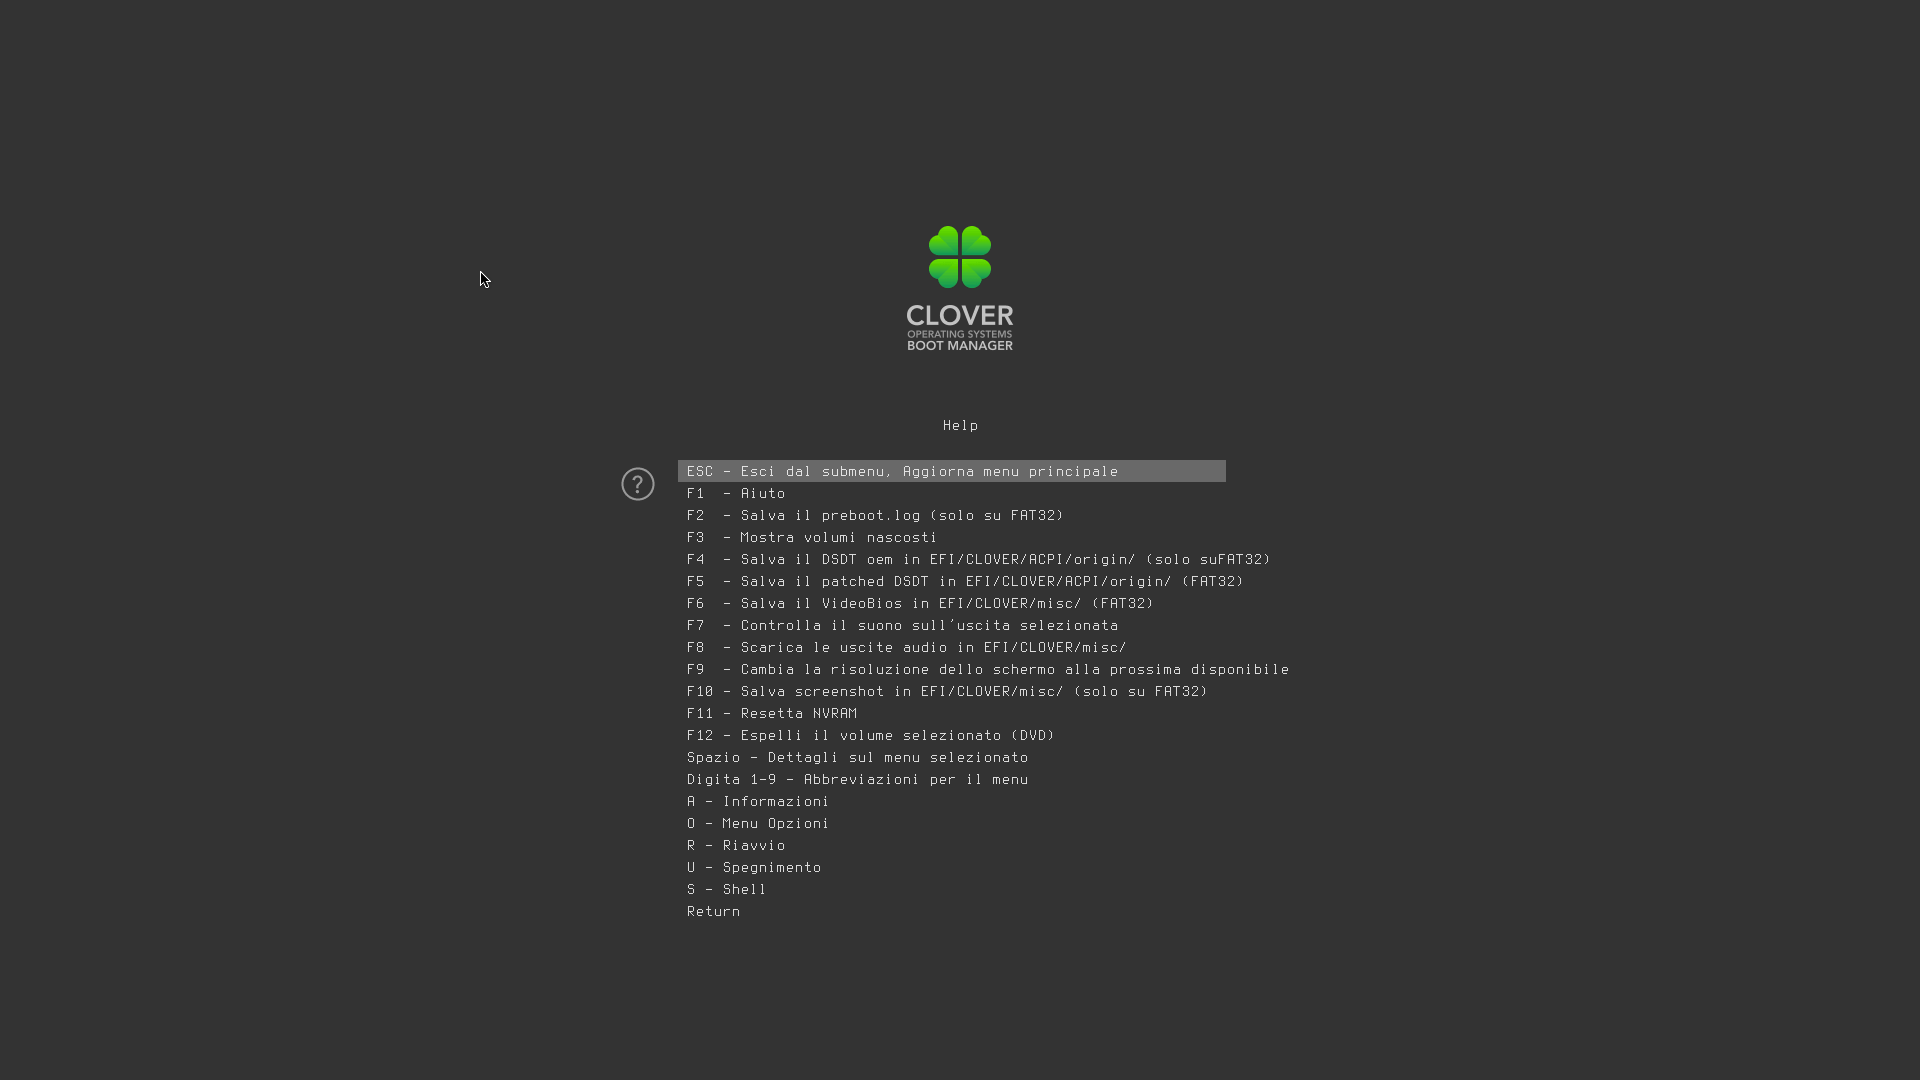 CLOVER
OPERATING SYSTEMS
BOOT MANAGER
Help
?
ESC - Esci dal submenu, Aggiorna menu principale
F1  - Aiuto
F2  - Salva il preboot.log (solo su FAT32)
F3  - Mostra volumi nascosti
F4  - Salva il DSDT oem in EFI/CLOVER/ACPI/origin/ (solo suFAT32)
F5  - Salva il patched DSDT in EFI/CLOVER/ACPI/origin/ (FAT32)
F6  - Salva il VideoBios in EFI/CLOVER/misc/ (FAT32)
F7  - Controlla il suono sull'uscita selezionata
F8  - Scarica le uscite audio in EFI/CLOVER/misc/
F9  - Cambia la risoluzione dello schermo alla prossima disponibile
F10 - Salva screenshot in EFI/CLOVER/misc/ (solo su FAT32)
F11 - Resetta NVRAM
F12 - Espelli il volume selezionato (DVD)
Spazio - Dettagli sul menu selezionato
Digita 1-9 - Abbreviazioni per il menu
A - Informazioni
O - Menu Opzioni
R - Riavvio
U - Spegnimento
S - Shell
Return